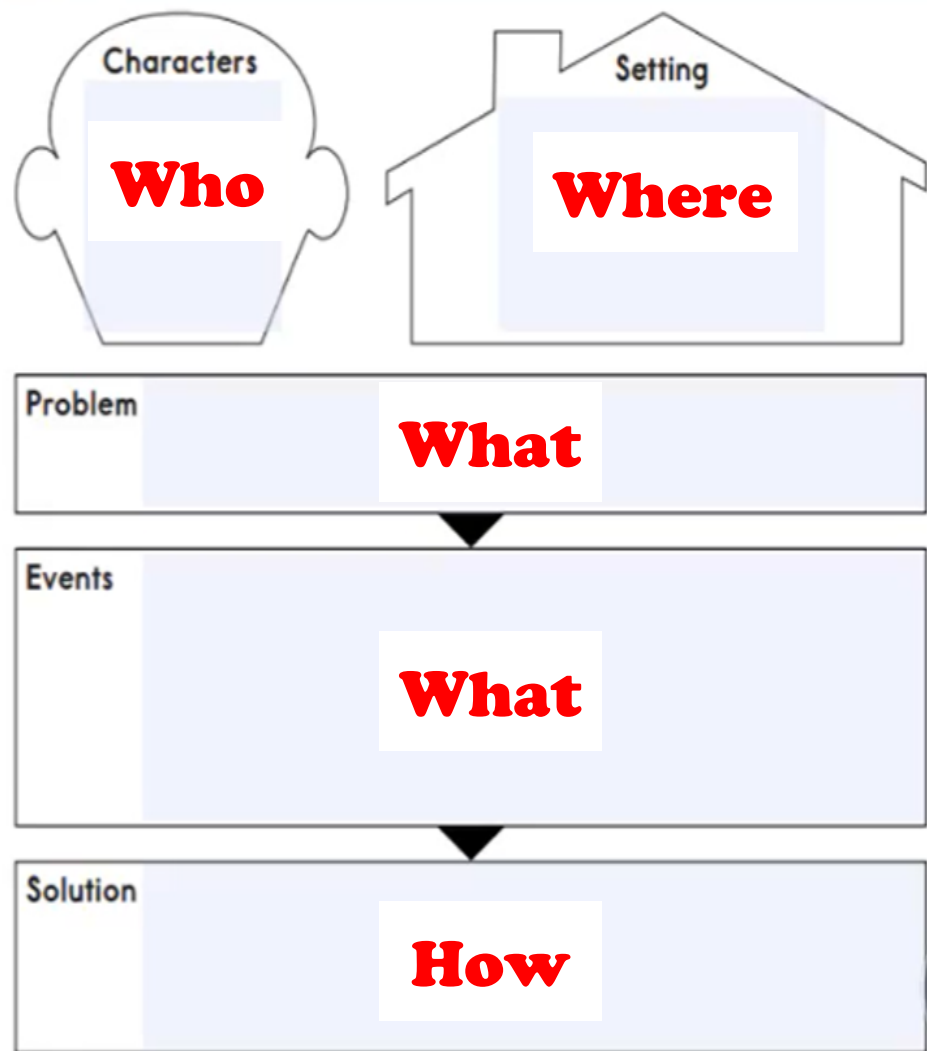 Characters
Who
Setting
Where
Problem
What
Events
What
Solution
How